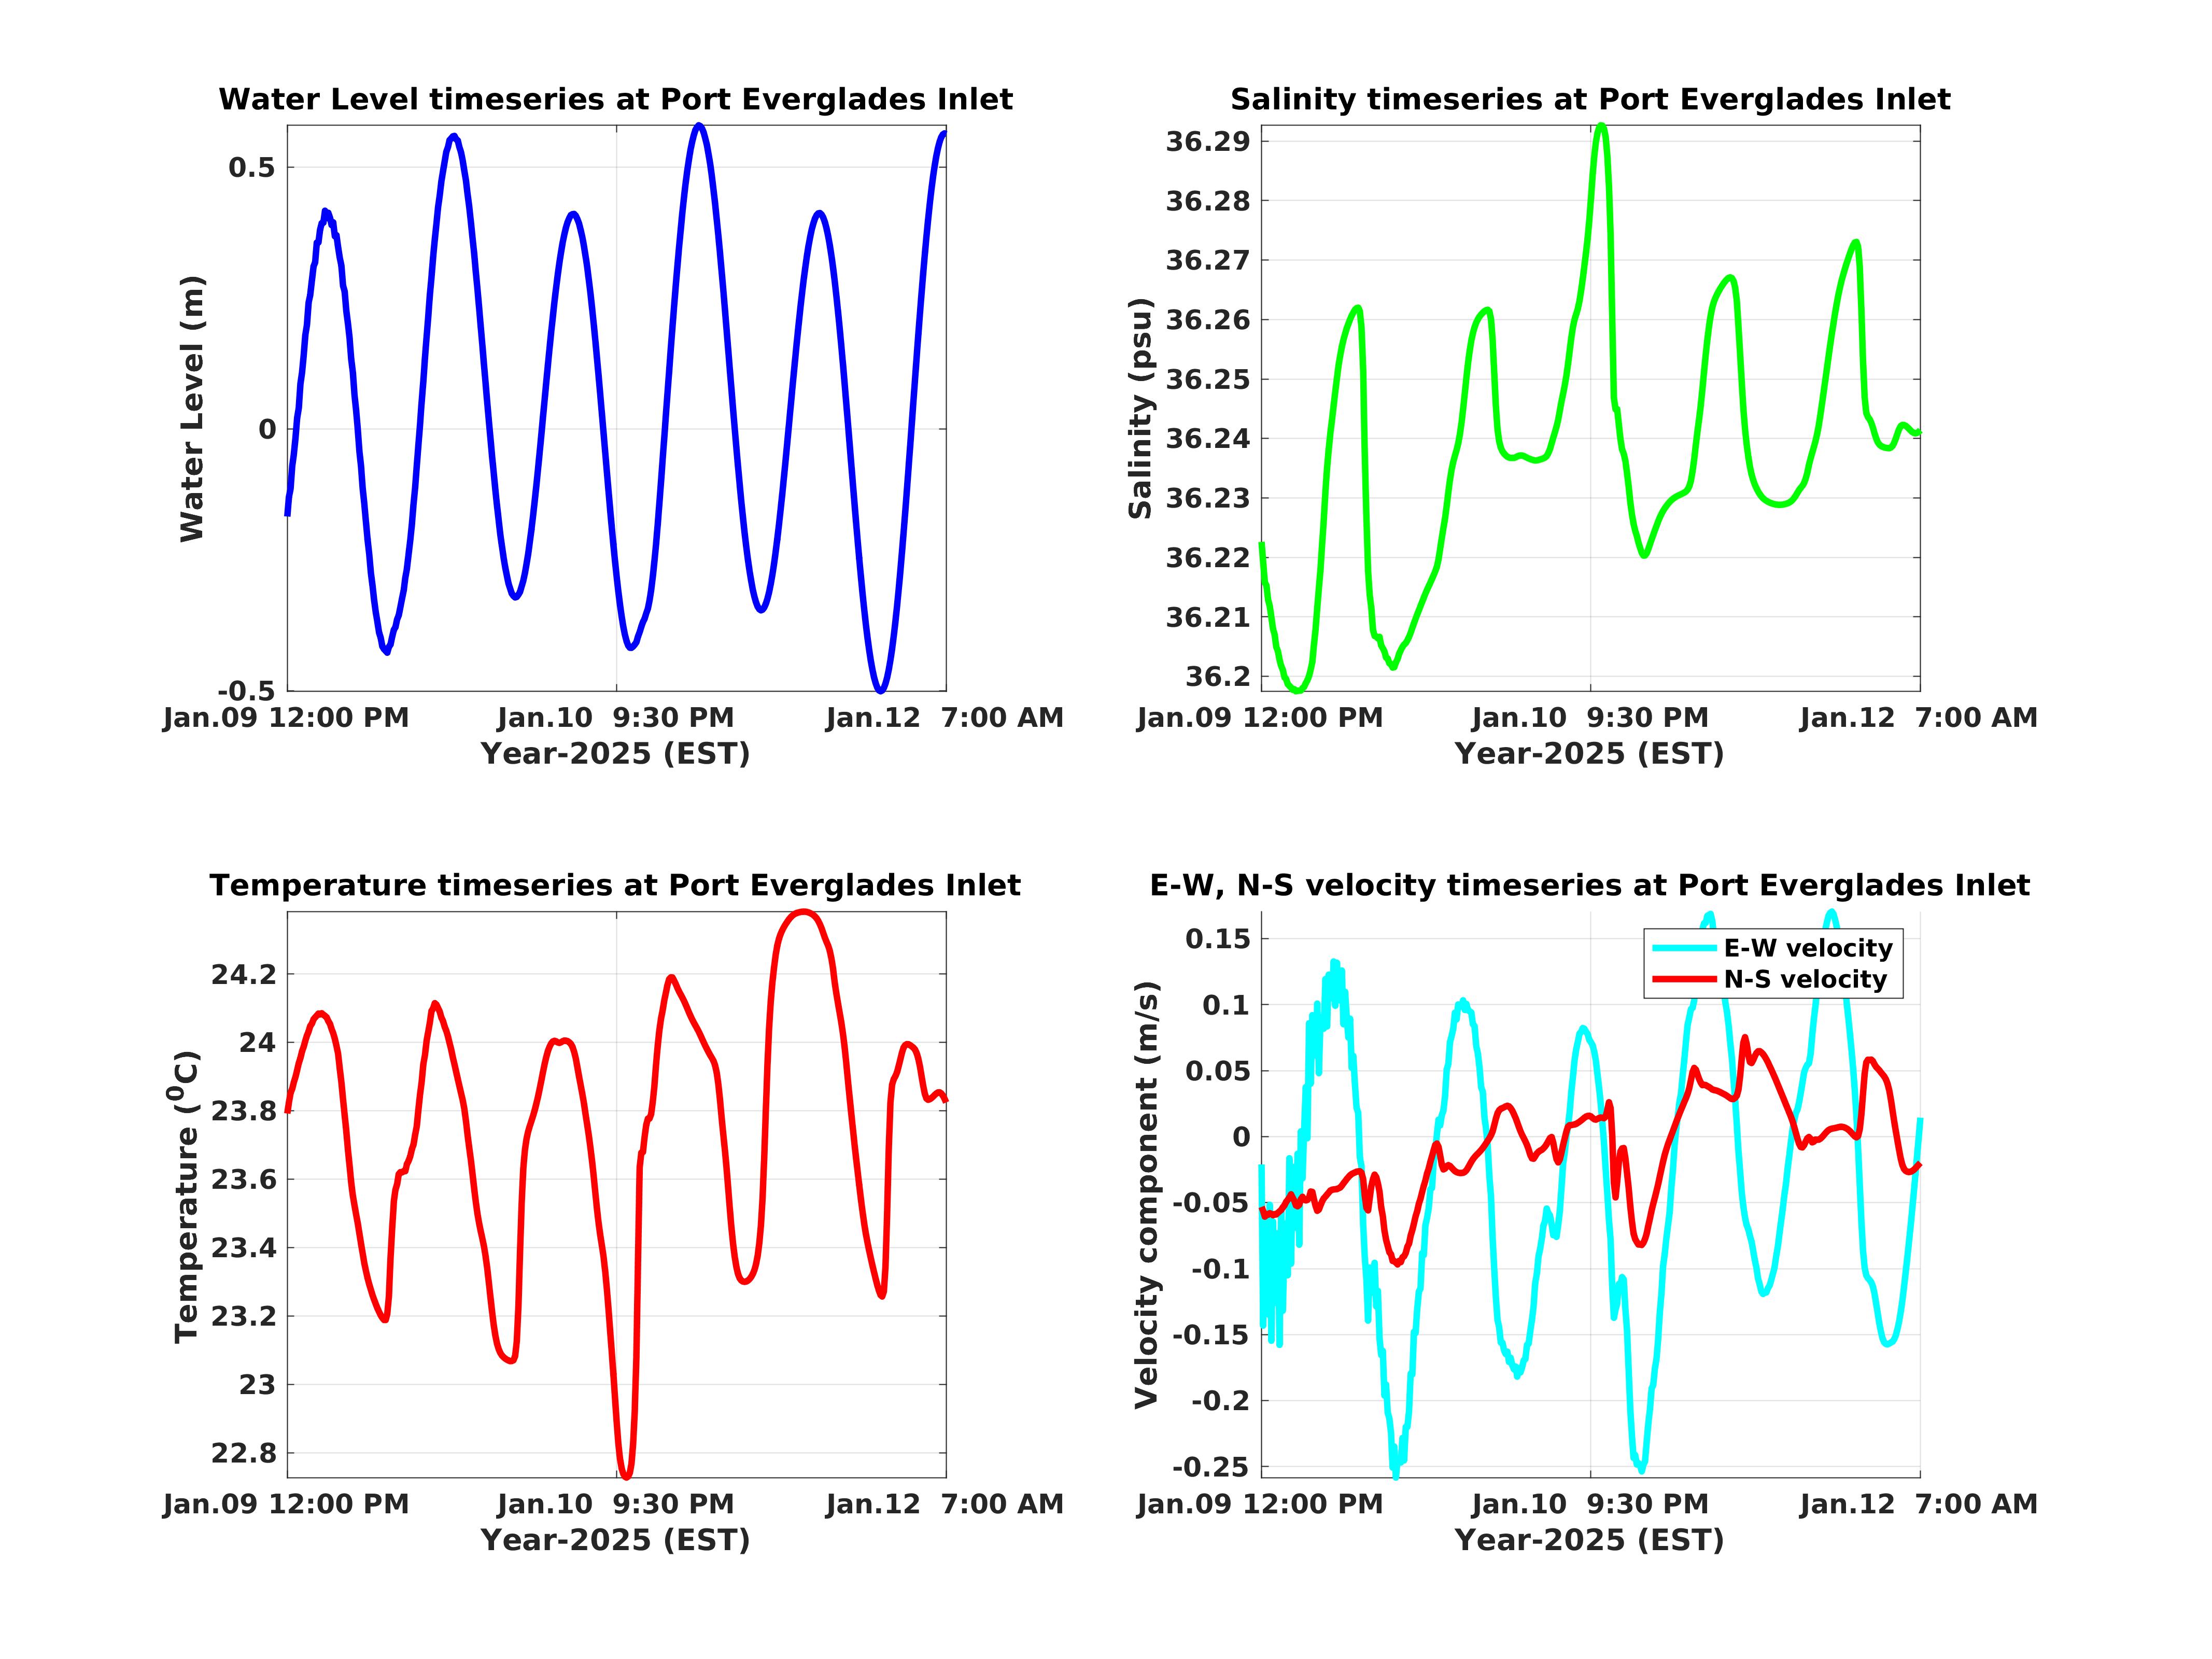 Water Level timeseries at Port Everglades Inlet
Water Level (m)
0.5
0
-0.5
Jan.09 12:00 PM
Jan.10  9:30 PM
Jan.12  7:00 AM
Year-2025 (EST)
Salinity timeseries at Port Everglades Inlet
Salinity (psu)
36.29
36.28
36.27
36.26
36.25
36.24
36.23
36.22
36.21
36.2
Jan.09 12:00 PM
Jan.10  9:30 PM
Jan.12  7:00 AM
Year-2025 (EST)
Temperature timeseries at Port Everglades Inlet
Temperature (⁰C)
24.2
24
23.8
23.6
23.4
23.2
23
22.8
Jan.09 12:00 PM
Jan.10  9:30 PM
Jan.12  7:00 AM
Year-2025 (EST)
E-W, N-S velocity timeseries at Port Everglades Inlet
Velocity component (m/s)
0.15
0.1
0.05
0
-0.05
-0.1
-0.15
-0.2
-0.25
E-W velocity
N-S velocity
Jan.09 12:00 PM
Jan.10  9:30 PM
Jan.12  7:00 AM
Year-2025 (EST)